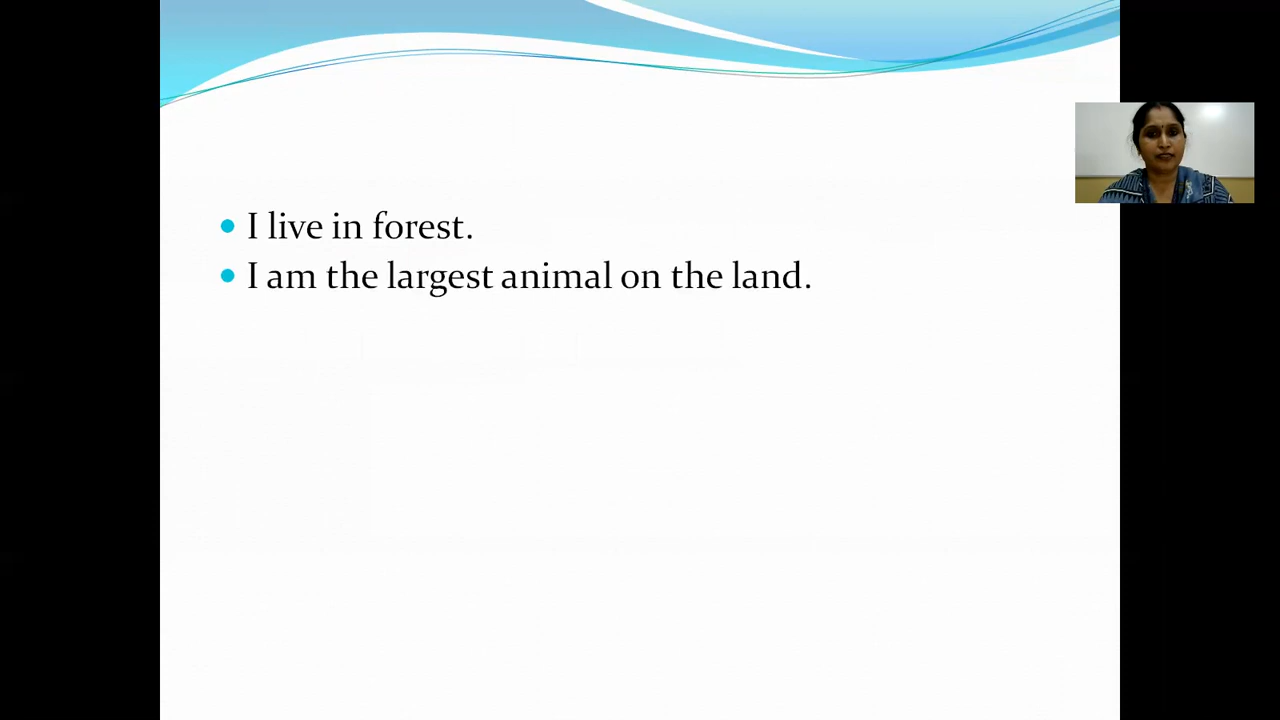 I live in forest.
I am the largest animal on the land.